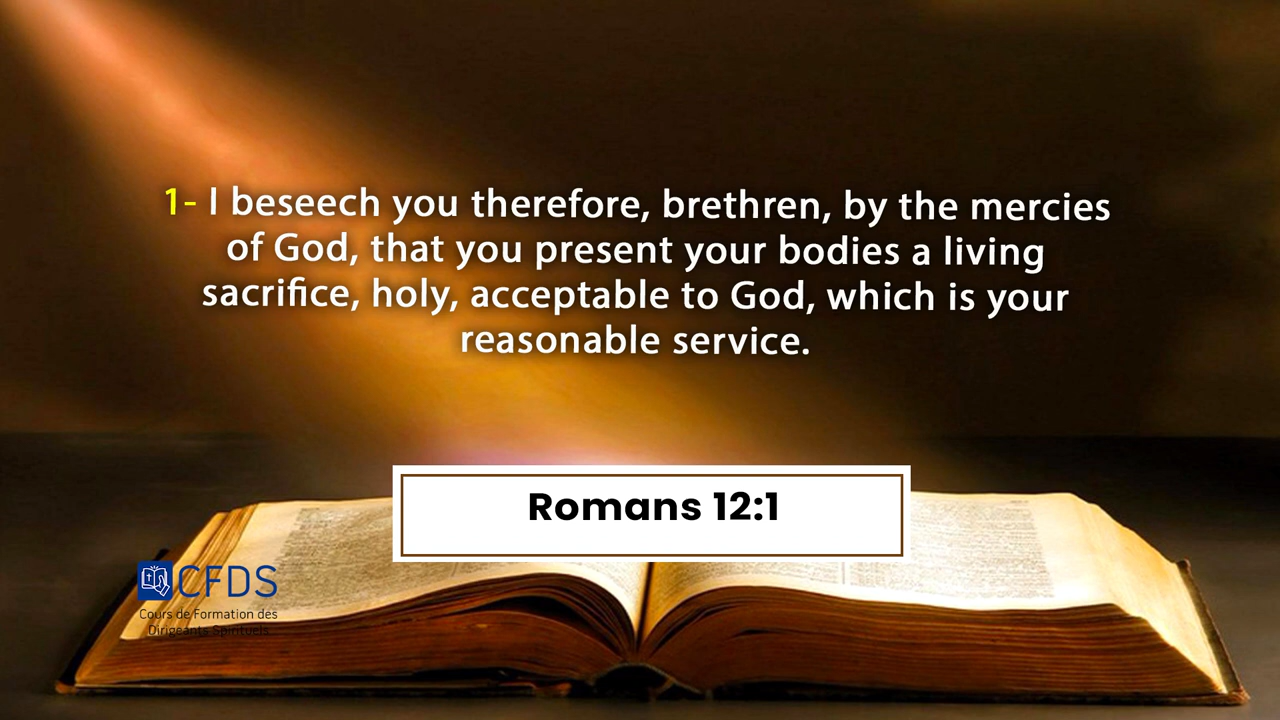 1- I beseech you therefore, brethren, by the mercies
of God, that you present your bodies a living
sacrifice, holy, acceptable to God, which is your
reasonable service.
Romans 12:1
CFDS
Cours de Formation des
Dirigeants Spirituels